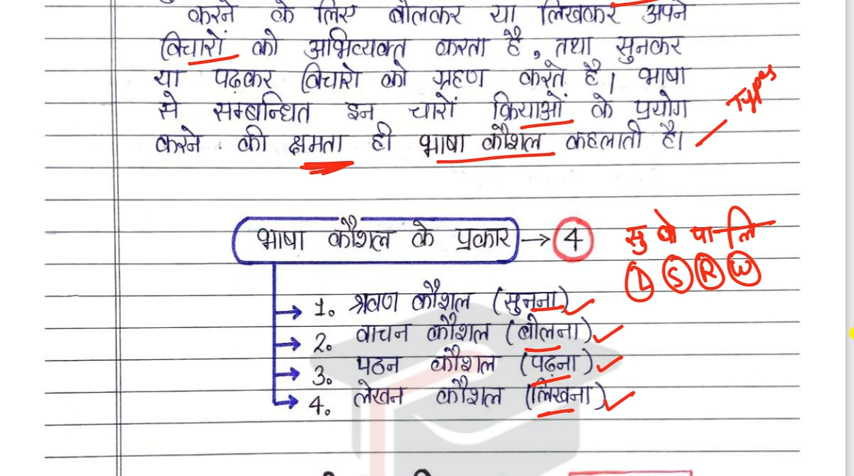 करने के लिए बोलकर या लिखकर अपने
विचारों को अभिव्यक्त करता है, तथा सुनकर
या पढ़कर विचारो को ग्रहण करते है। भाषा
से सम्बन्धित इन चारों क्रियाओं के प्रयोग
करने की क्षमता ही भाषा कौशल कहलाती है।
Types
भाषा कौशल के प्रकार → 4
सु बो प लि
L S R W
1. श्रवण कौशल (सुनना)
2. वाचन कौशल (बोलना)
3. पठन कौशल (पढ़ना)
4. लेखन कौशल (लिखना)